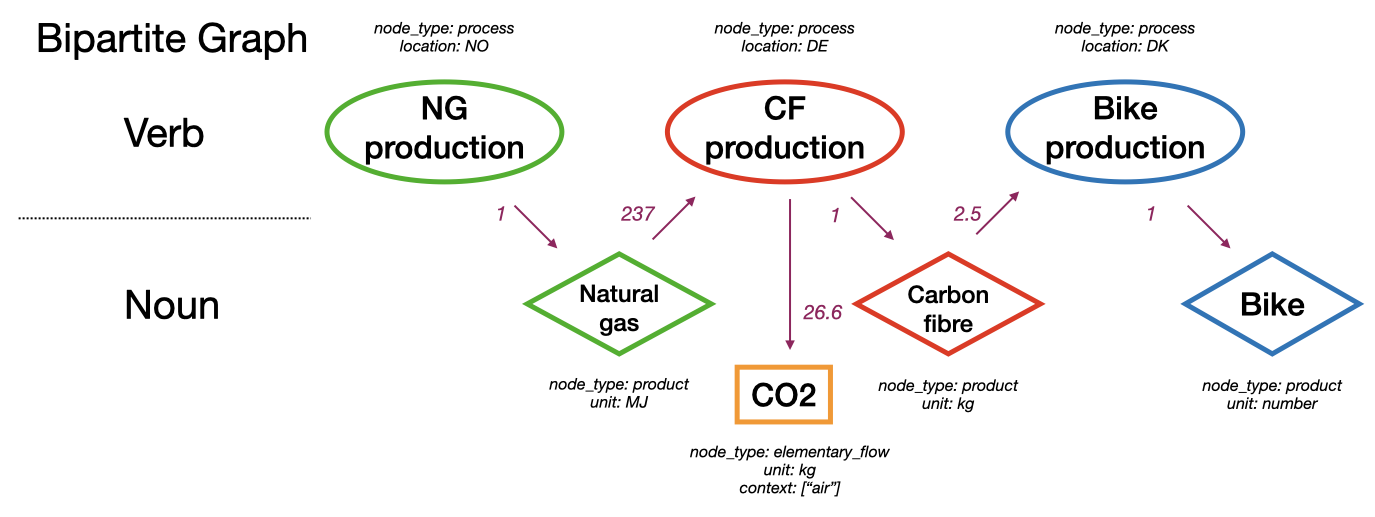 Bipartite Graph
node_type: process
location: NO
node_type: process
location: DE
node_type: process
location: DK
Verb
NG
production
CF
production
Bike
production
1
237
1
2.5
1
Noun
Natural
gas
26.6
Carbon
fibre
Bike
CO2
node_type: product
unit: MJ
node_type: product
unit: kg
node_type: product
unit: number
node_type: elementary_flow
unit: kg
context: [“air”]